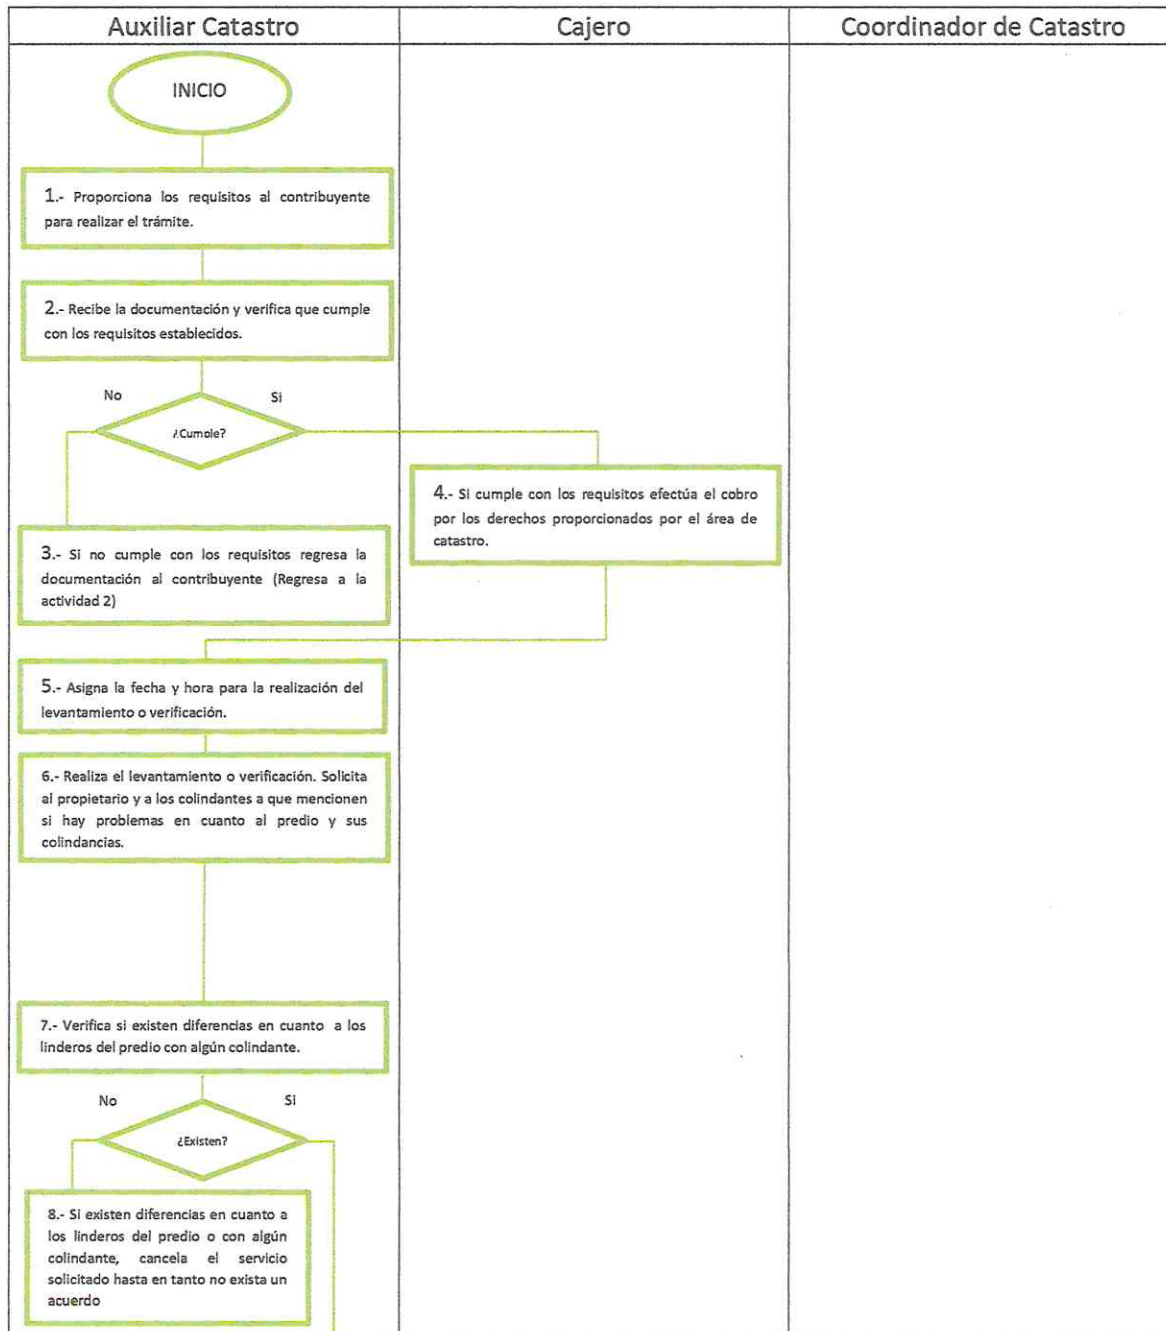 Auxiliar Catastro
Cajero
Coordinador de Catastro
INICIO
1.- Proporciona los requisitos al contribuyente
para realizar el trámite.
2.- Recibe la documentación y verifica que cumple
con los requisitos establecidos.
No
Si
¿Cumple?
4.- Si cumple con los requisitos efectúa el cobro
por los derechos proporcionados por el área de
catastro.
3.- Si no cumple con los requisitos regresa la
documentación al contribuyente (Regresa a la
actividad 2)
5.- Asigna la fecha y hora para la realización del
levantamiento o verificación.
6.- Realiza el levantamiento o verificación. Solicita
al propietario y a los colindantes a que mencionen
si hay problemas en cuanto al predio y sus
colindancias.
7.- Verifica si existen diferencias en cuanto a los
linderos del predio con algún colindante.
No
Si
¿Existen?
8.- Si existen diferencias en cuanto a
los linderos del predio o con algún
colindante, cancela el servicio
solicitado hasta en tanto no exista un
acuerdo